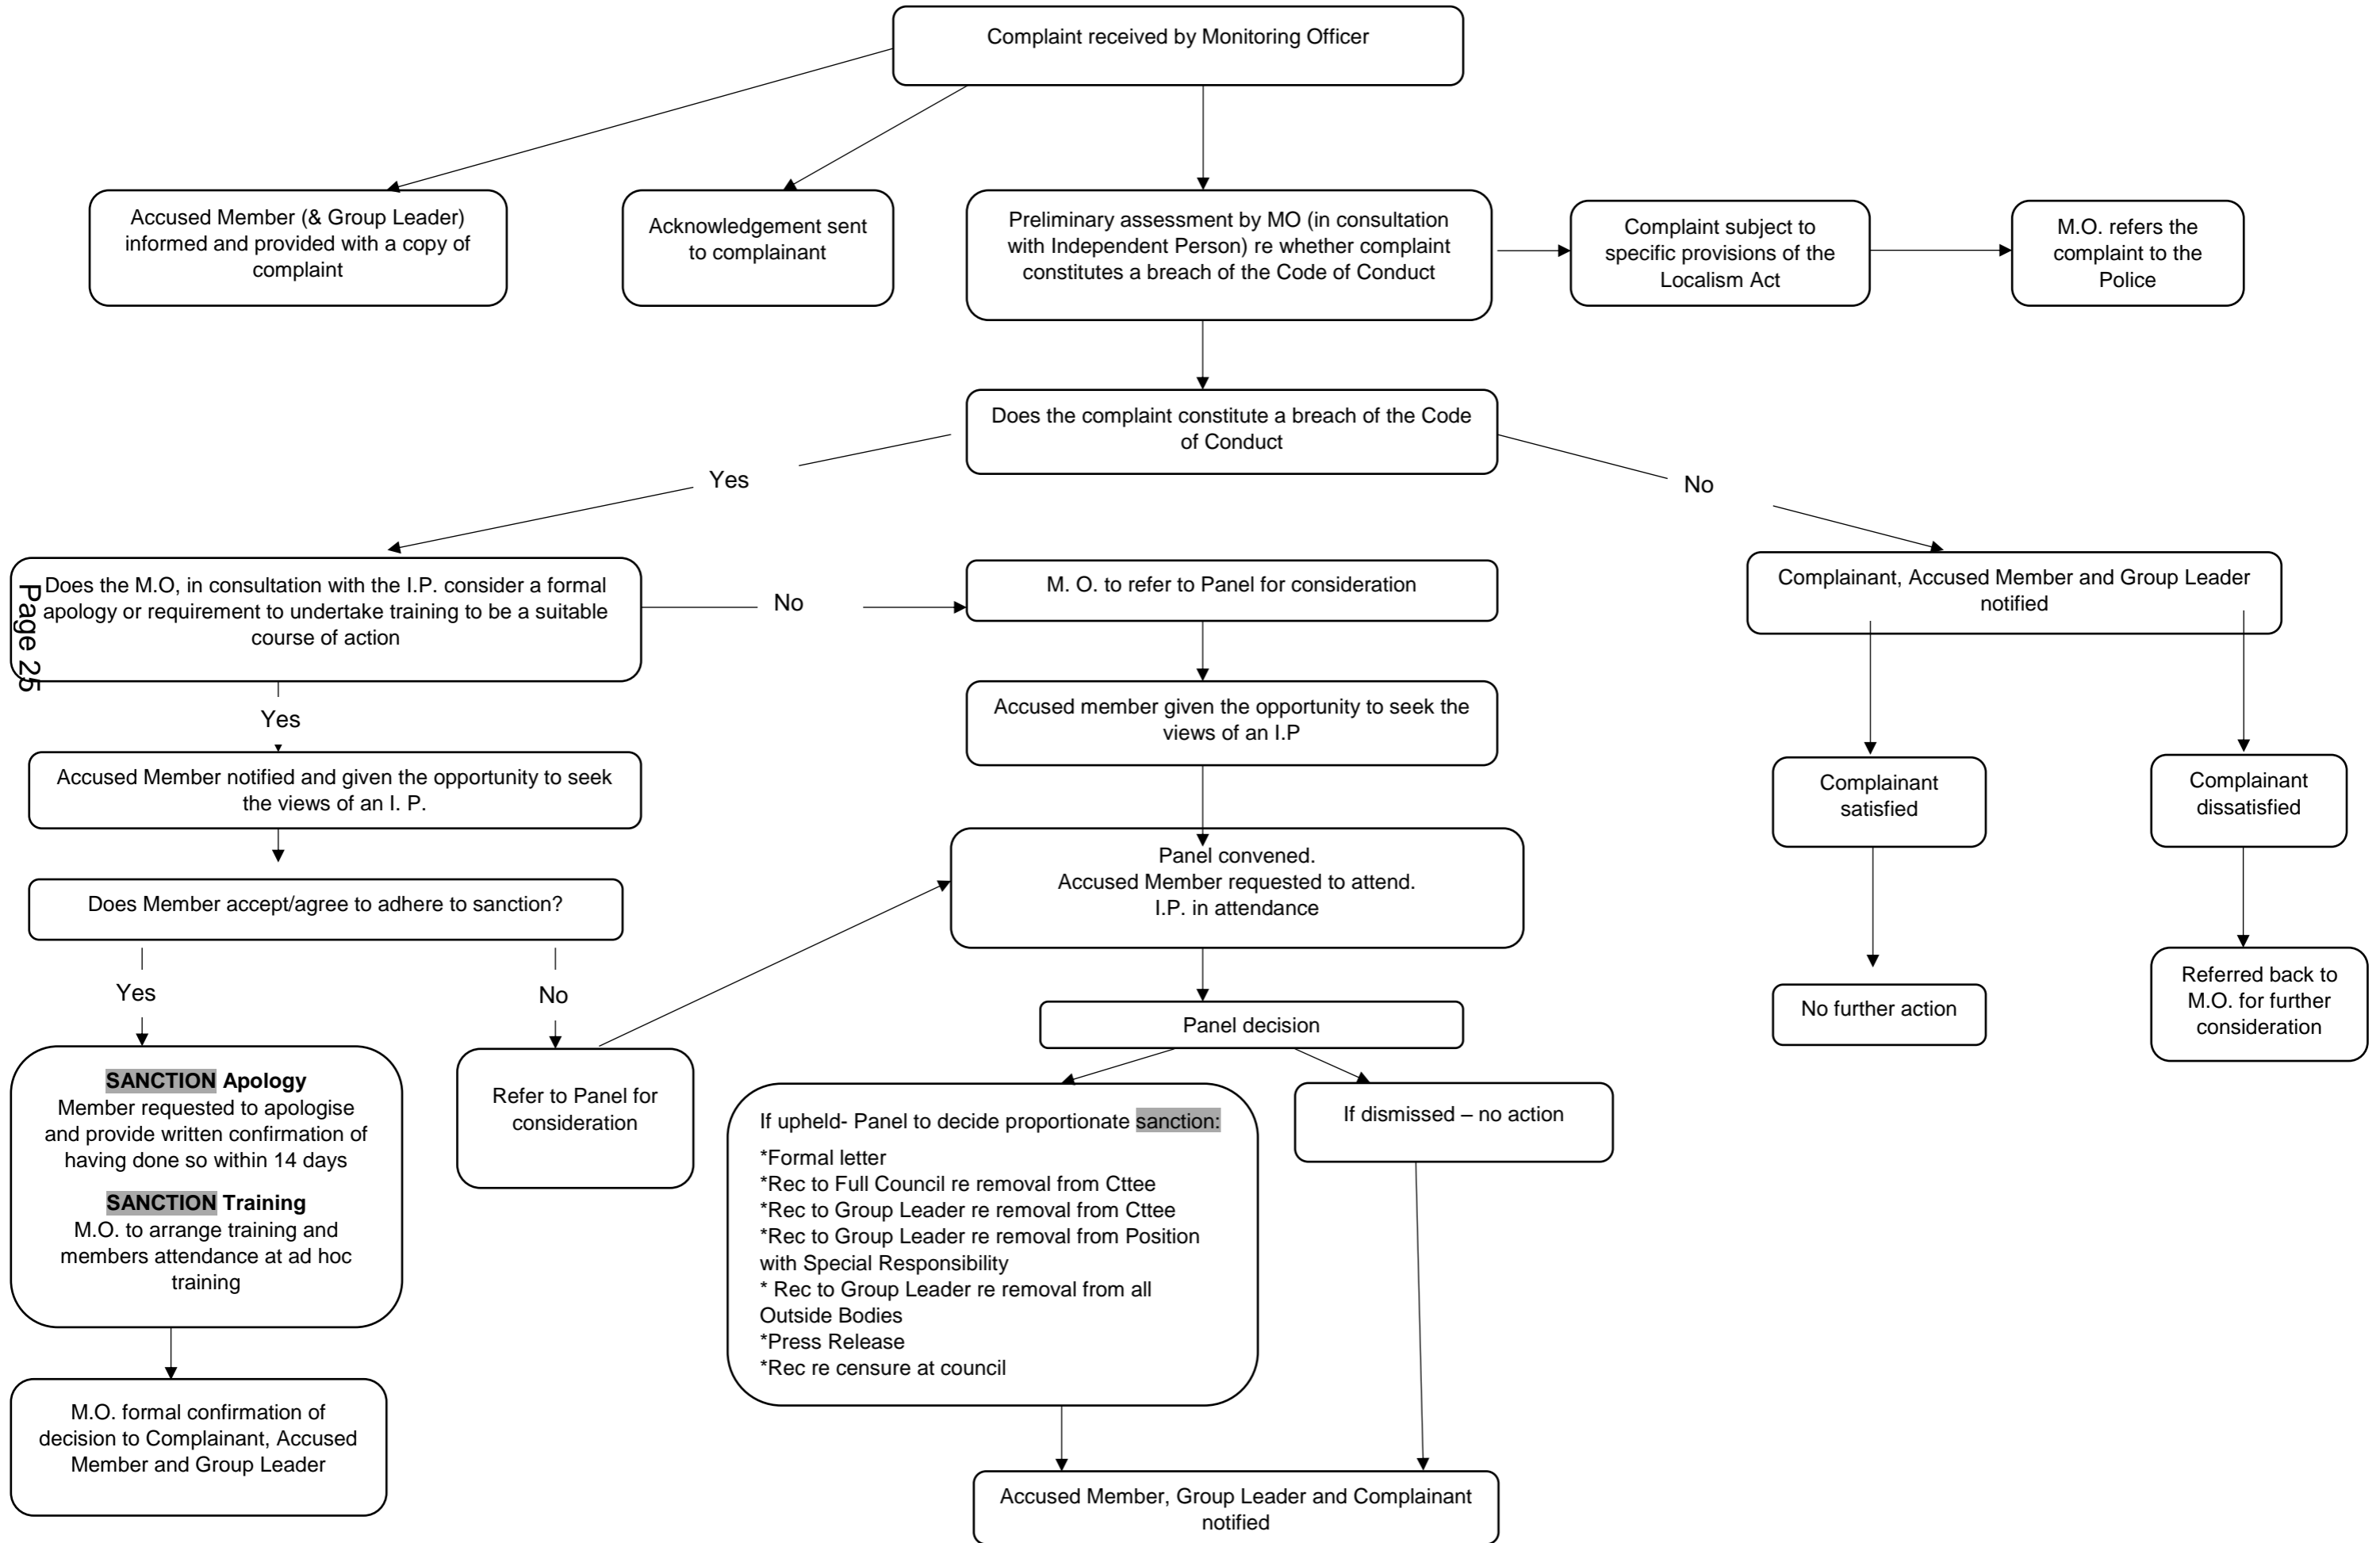 Complaint received by Monitoring Officer
Accused Member (& Group Leader)
informed and provided with a copy of
complaint
Acknowledgement sent
to complainant
Preliminary assessment by MO (in consultation
with Independent Person) re whether complaint
constitutes a breach of the Code of Conduct
Complaint subject to
specific provisions of the
Localism Act
M.O. refers the
complaint to the
Police
Does the complaint constitute a breach of the Code
of Conduct
Yes
No
Page 25
Does the M.O, in consultation with the I.P. consider a formal
apology or requirement to undertake training to be a suitable
course of action
No
M. O. to refer to Panel for consideration
Complainant, Accused Member and Group Leader
notified
Yes
Accused member given the opportunity to seek the
views of an I.P
Accused Member notified and given the opportunity to seek
the views of an I. P.
Complainant
satisfied
Complainant
dissatisfied
Does Member accept/agree to adhere to sanction?
Panel convened.
Accused Member requested to attend.
I.P. in attendance
Yes
No
Panel decision
No further action
Referred back to
M.O. for further
consideration
SANCTION Apology
Member requested to apologise
and provide written confirmation of
having done so within 14 days
SANCTION Training
M.O. to arrange training and
members attendance at ad hoc
training
Refer to Panel for
consideration
If upheld- Panel to decide proportionate sanction:
*Formal letter
*Rec to Full Council re removal from Cttee
*Rec to Group Leader re removal from Cttee
*Rec to Group Leader re removal from Position
with Special Responsibility
* Rec to Group Leader re removal from all
Outside Bodies
*Press Release
*Rec re censure at council
If dismissed – no action
M.O. formal confirmation of
decision to Complainant, Accused
Member and Group Leader
Accused Member, Group Leader and Complainant
notified